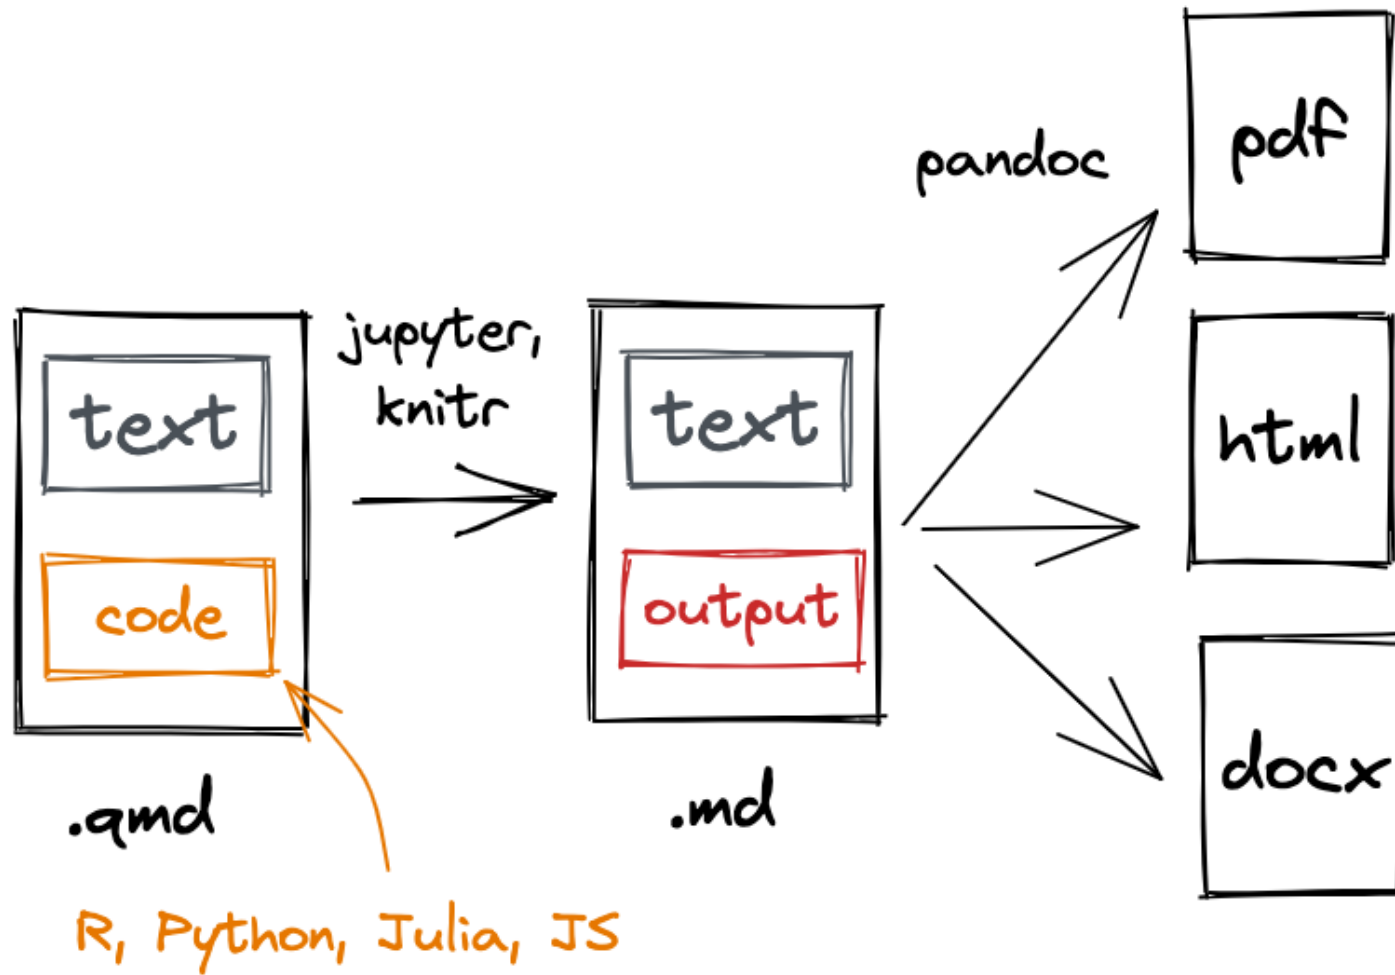 text
code
.qmd
R, Python, Julia, JS
jupyter,
knitr
text
output
.md
pandoc
pdf
html
docx